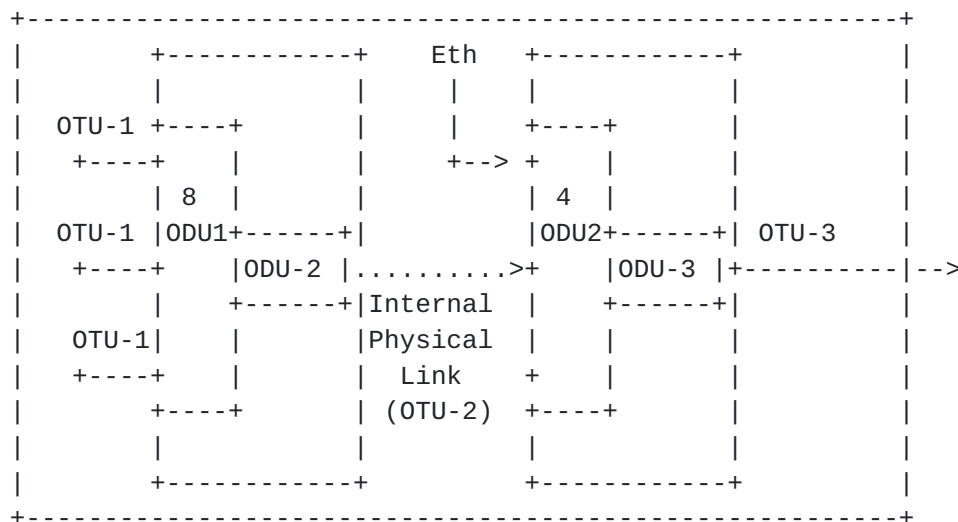 +---------------------------------------------------------+
|         +------------+    Eth   +------------+          |
|         |            |     |    |            |          |
|  OTU-1 +----+        |     |    +----+       |          |
|   +----+    |        |     +--> +    |       |          |
|         | 8  |       |          | 4  |       |          |
|  OTU-1 |ODU1+------+|          |ODU2+------+| OTU-3    |
|   +----+    |ODU-2 |..........>+    |ODU-3 |+----------|-->
|         |    +------+|Internal  |    +------+|          |
|   OTU-1|    |       |Physical  |    |       |          |
|   +----+    |       |  Link    +    |       |          |
|         +----+       | (OTU-2)  +----+       |          |
|         |            |          |            |          |
|         +------------+          +------------+          |
+---------------------------------------------------------+